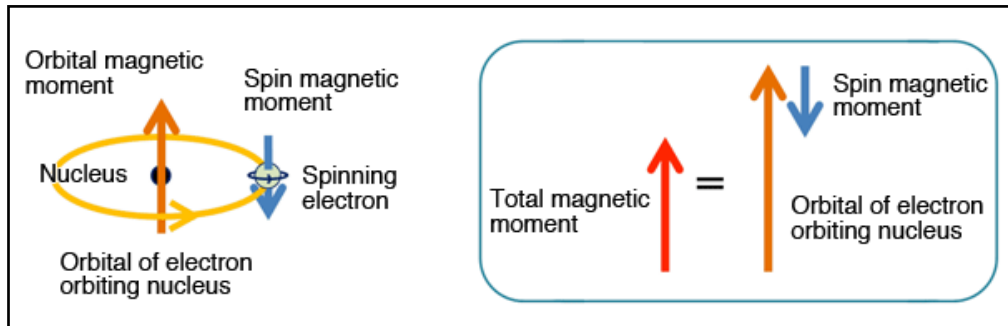 Orbital magnetic
moment
Spin magnetic
moment
Nucleus
Spinning
electron
Orbital of electron
orbiting nucleus
Total magnetic
moment
=
Spin magnetic
moment
Orbital of electron
orbiting nucleus